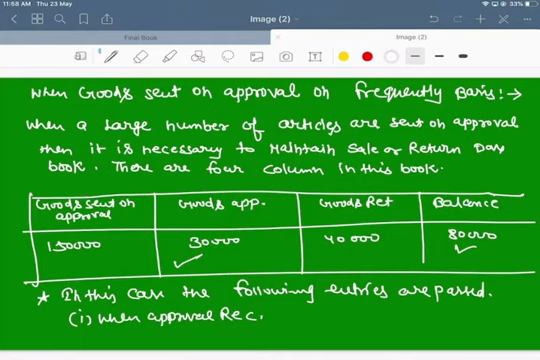 11:58 AM Thu 23 May
33%
Image (2)
Final Book
Image (2)
When Goods sent on approval on frequently Basis:→
When a large number of articles are sent on approval
then it is necessary to Maintain Sale or Return Day
book. There are four Column in this book.
Goods sent on approval Goods app. Goods Ret Balance
150000 30000 40000 80000
* In this case the following entries are passed.
(i) When approval Rec.